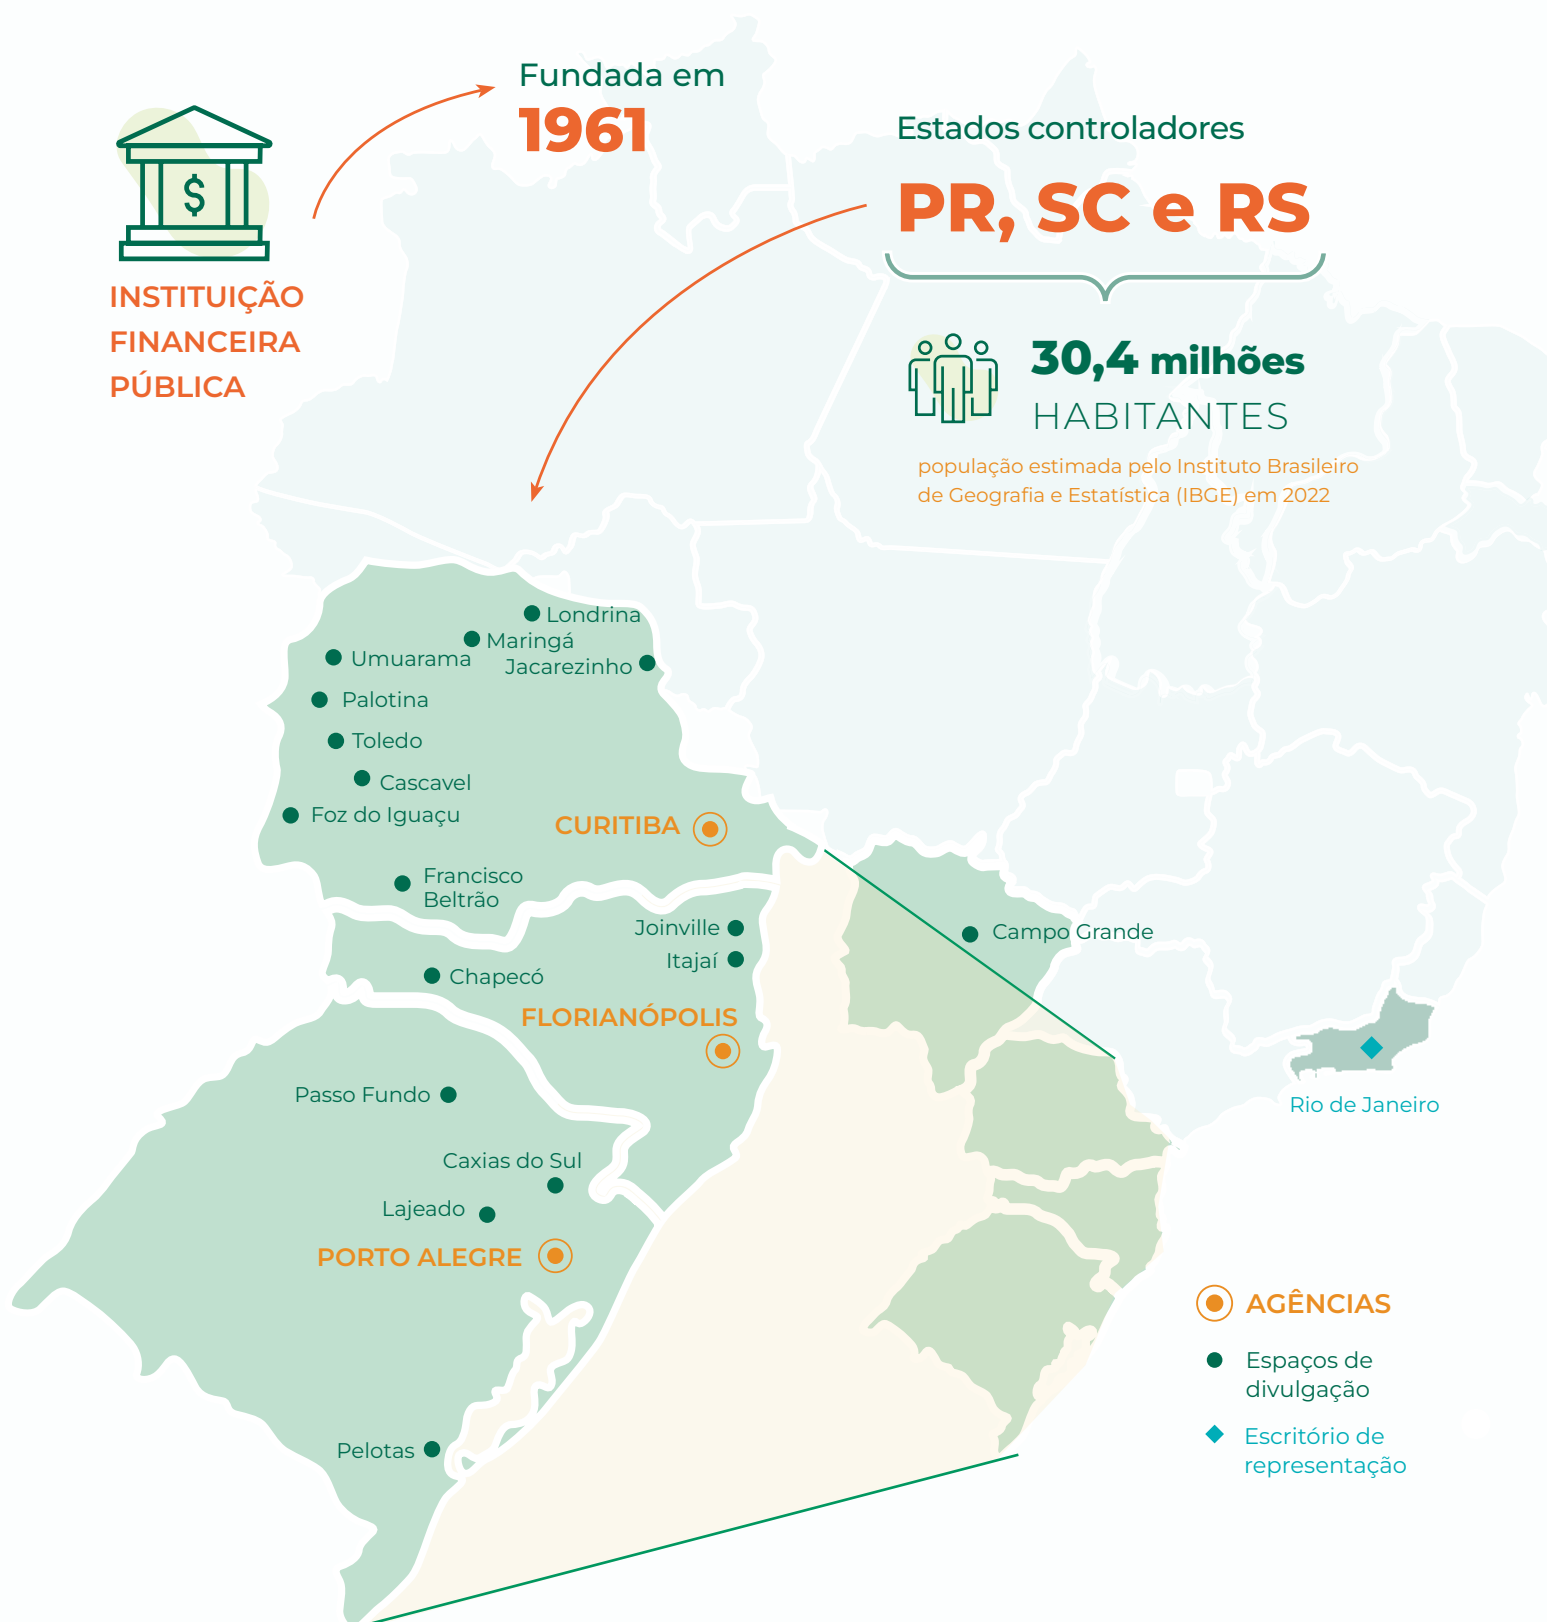 Fundada em
1961
INSTITUIÇÃO
FINANCEIRA
PÚBLICA
$
Estados controladores
PR, SC e RS
30,4 milhões
HABITANTES
população estimada pelo Instituto Brasileiro
de Geografia e Estatística (IBGE) em 2022
Londrina
Maringá
Umuarama
Jacarezinho
Palotina
Toledo
Cascavel
Foz do Iguaçu
CURITIBA
Francisco
Beltrão
Joinville
Itajaí
Chapecó
FLORIANÓPOLIS
Campo Grande
Rio de Janeiro
Passo Fundo
Caxias do Sul
Lajeado
PORTO ALEGRE
Pelotas
AGÊNCIAS
Espaços de
divulgação
Escritório de
representação